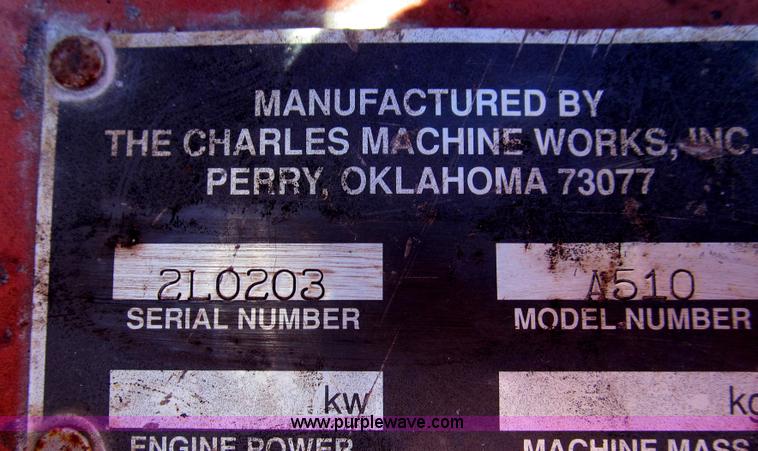 MANUFACTURED BY
THE CHARLES MACHINE WORKS, INC.
PERRY, OKLAHOMA 73077
2L0203 A510
SERIAL NUMBER MODEL NUMBER
kw kg
www.purplewave.com
ENGINE POWER MACHINE MASS